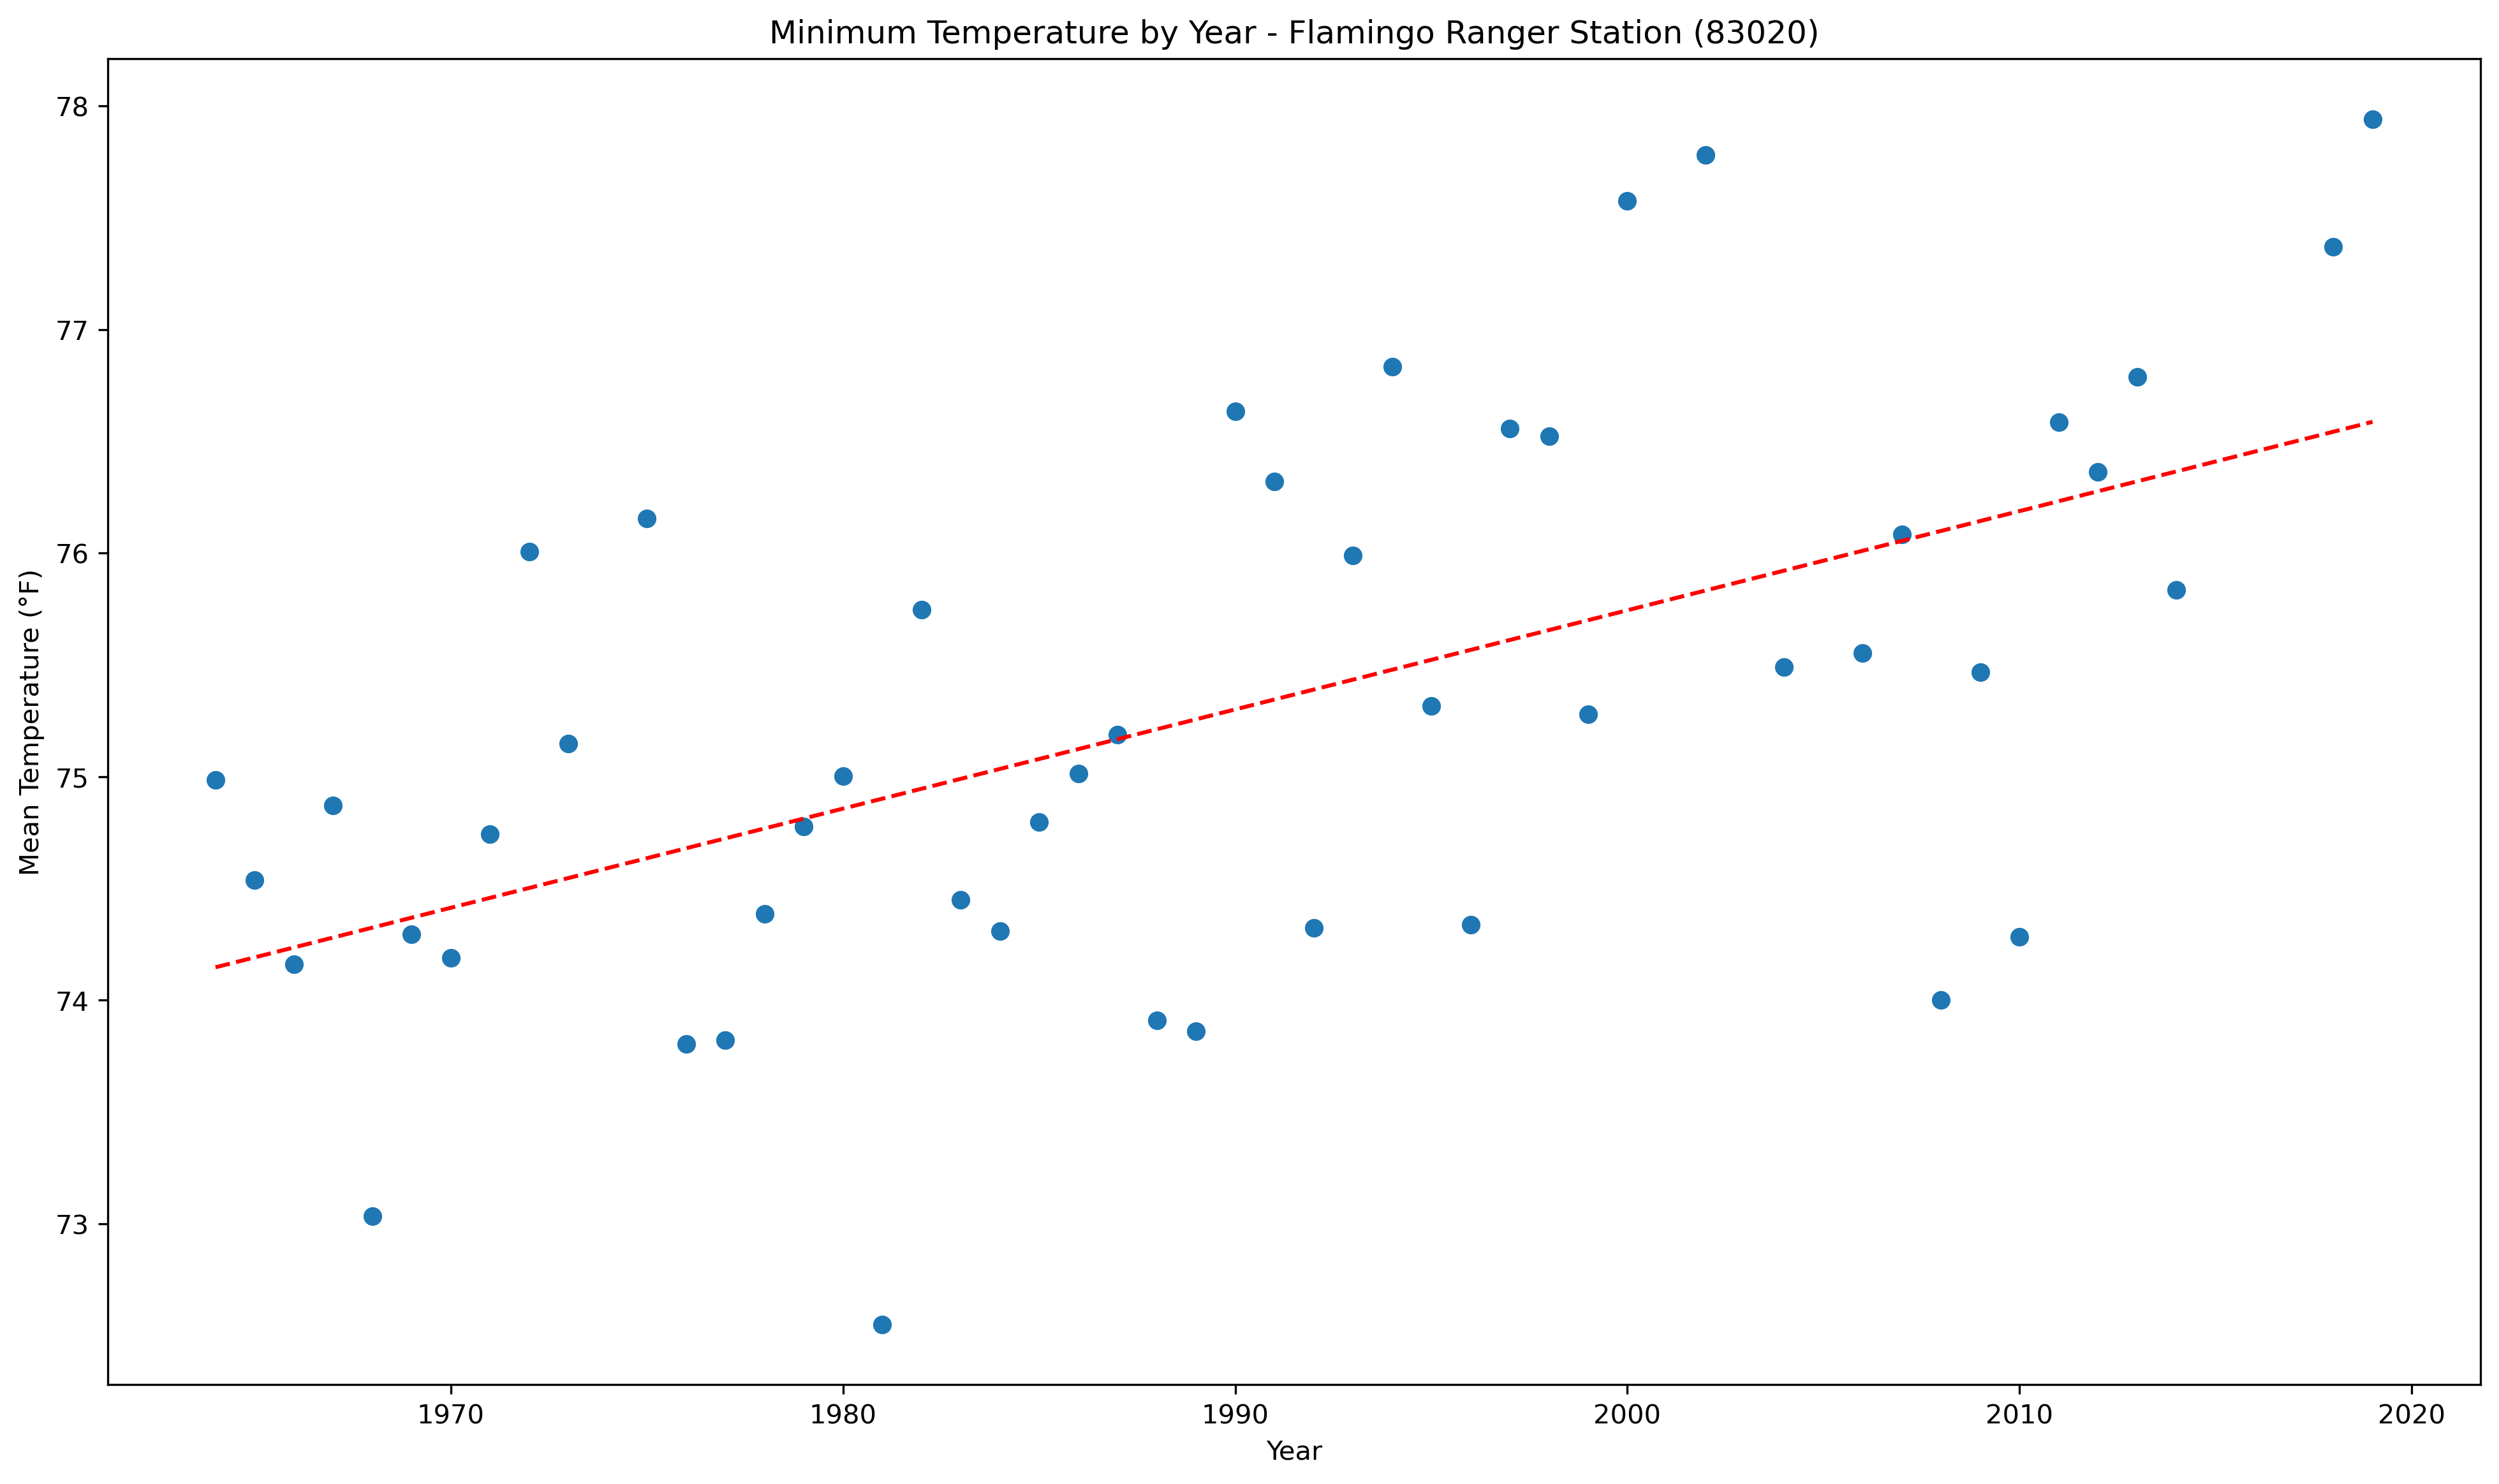 Minimum Temperature by Year - Flamingo Ranger Station (83020)
78
77
76
75
74
73
Mean Temperature (°F)
1970 1980 1990 2000 2010 2020
Year